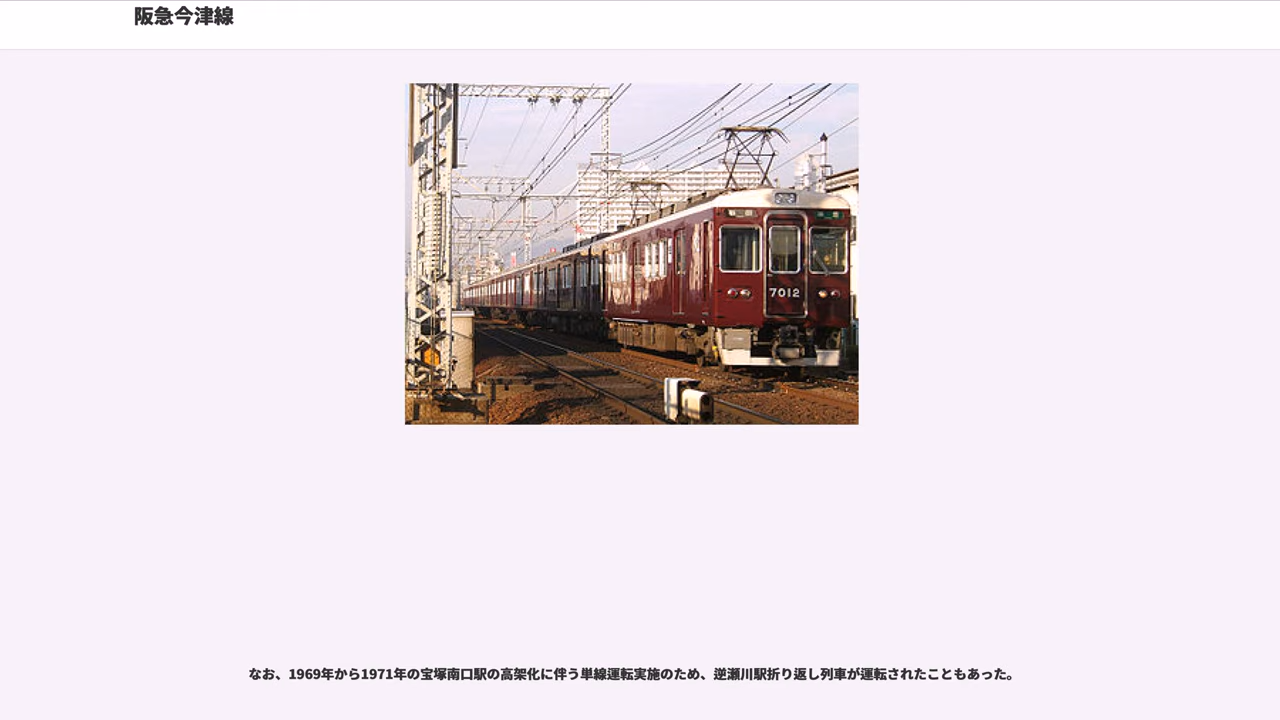 阪急今津線
7012
なお、1969年から1971年の宝塚南口駅の高架化に伴う単線運転実施のため、逆瀬川駅折り返し列車が運転されたこともあった。